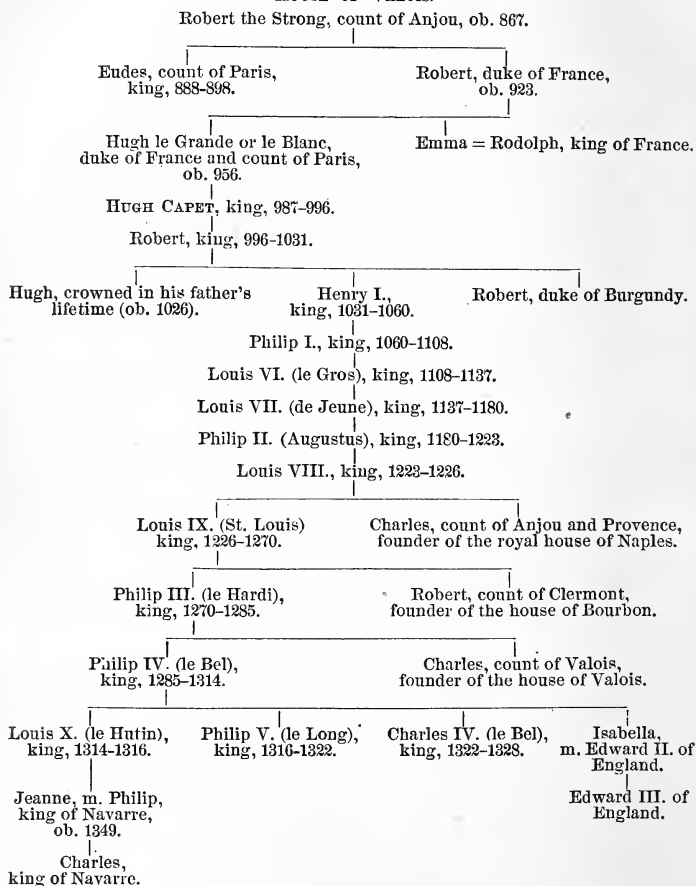 Robert the Strong, count of Anjou, ob. 867.
Eudes, count of Paris,
king, 888-898.
Robert, duke of France,
ob. 923.
Hugh le Grande or le Blanc,
duke of France and count of Paris,
ob. 956.
Emma = Rodolph, king of France.
HUGH CAPET, king, 987-996.
Robert, king, 996-1031.
Hugh, crowned in his father's
lifetime (ob. 1026).
Henry I.,
king, 1031-1060.
Robert, duke of Burgundy.
Philip I., king, 1060-1108.
Louis VI. (le Gros), king, 1108-1137.
Louis VII. (de Jeune), king, 1137-1180.
Philip II. (Augustus), king, 1180-1223.
Louis VIII., king, 1223-1226.
Louis IX. (St. Louis)
king, 1226-1270.
Charles, count of Anjou and Provence,
founder of the royal house of Naples.
Philip III. (le Hardi),
king, 1270-1285.
Robert, count of Clermont,
founder of the house of Bourbon.
Philip IV. (le Bel),
king, 1285-1314.
Charles, count of Valois,
founder of the house of Valois.
Louis X. (le Hutin),
king, 1314-1316.
Philip V. (le Long),
king, 1316-1322.
Charles IV. (le Bel),
king, 1322-1328.
Isabella,
m. Edward II. of
England.
Jeanne, m. Philip,
king of Navarre,
ob. 1349.
Edward III. of
England.
Charles,
king of Navarre.